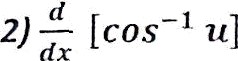 2) d/dx [cos⁻¹ u]